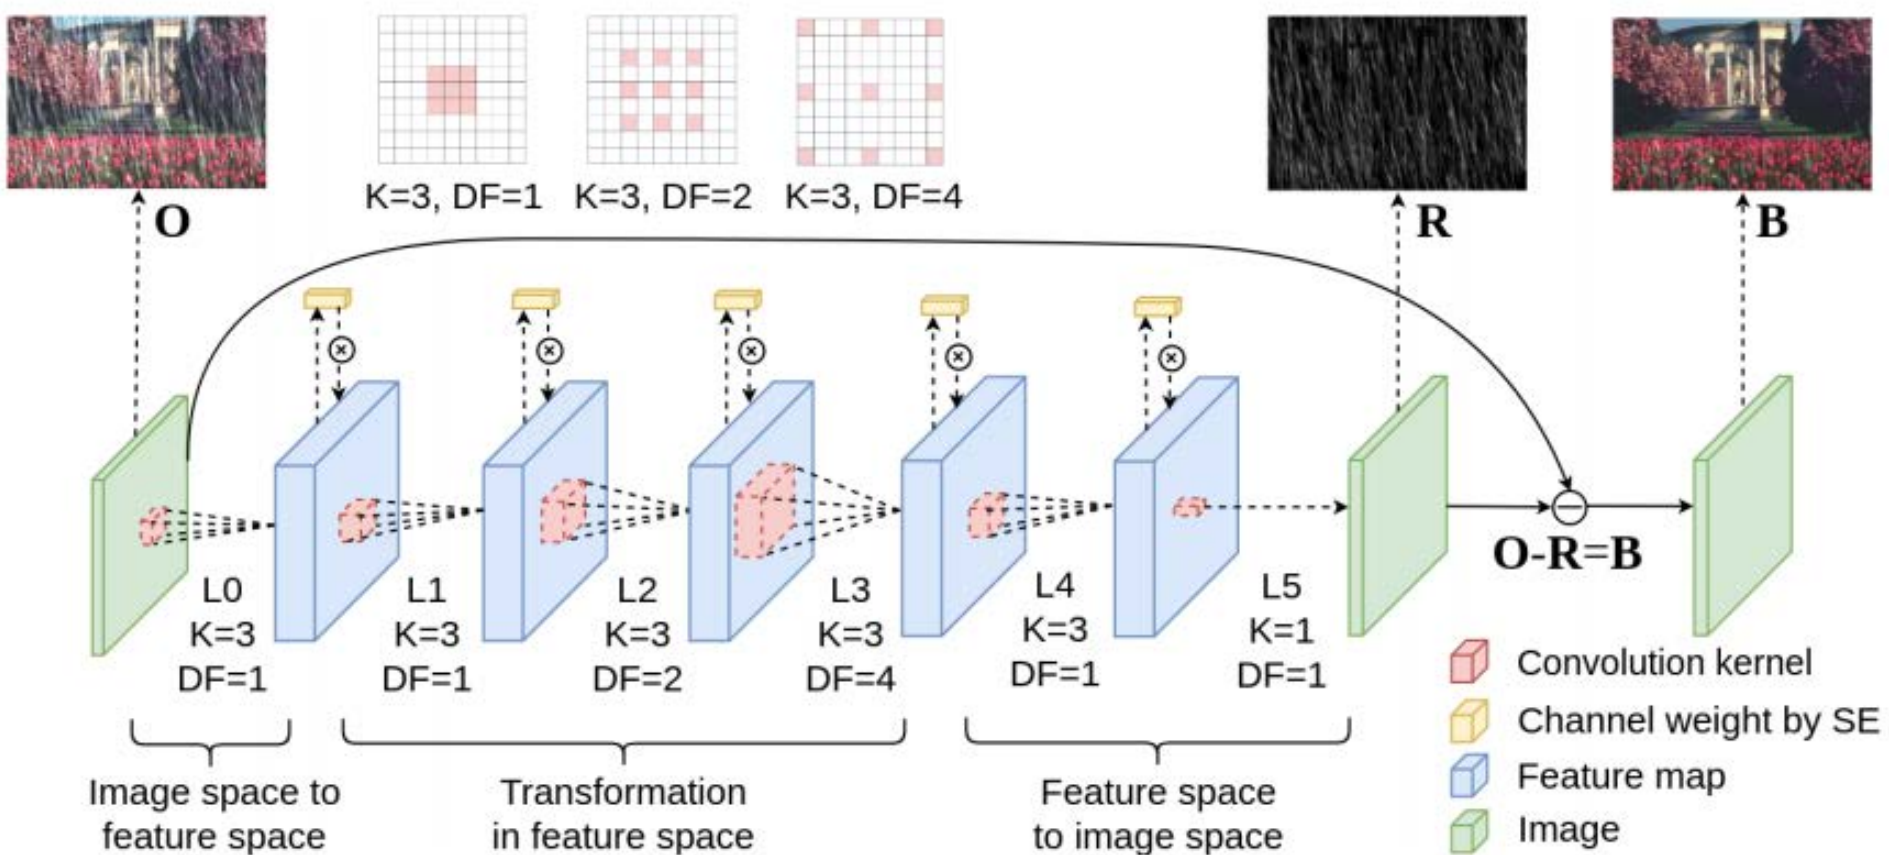 K=3, DF=1
K=3, DF=2
K=3, DF=4
O
R
B
L0
K=3
DF=1
L1
K=3
DF=1
L2
K=3
DF=2
L3
K=3
DF=4
L4
K=3
DF=1
L5
K=1
DF=1
O-R=B
Image space to
feature space
Transformation
in feature space
Feature space
to image space
Convolution kernel
Channel weight by SE
Feature map
Image